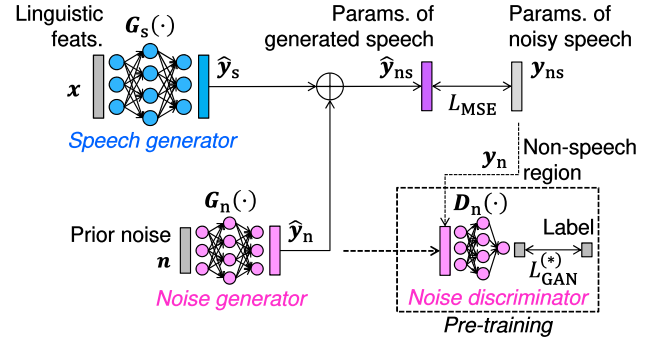 Linguistic
feats.
G_s(·)
ŷ_s
x
Speech generator
Params. of
generated speech
ŷ_ns
L_MSE
Params. of
noisy speech
y_ns
Non-speech
region
y_n
G_n(·)
ŷ_n
Prior noise
n
Noise generator
D_n(·)
Label
L_GAN^(*)
Noise discriminator
Pre-training